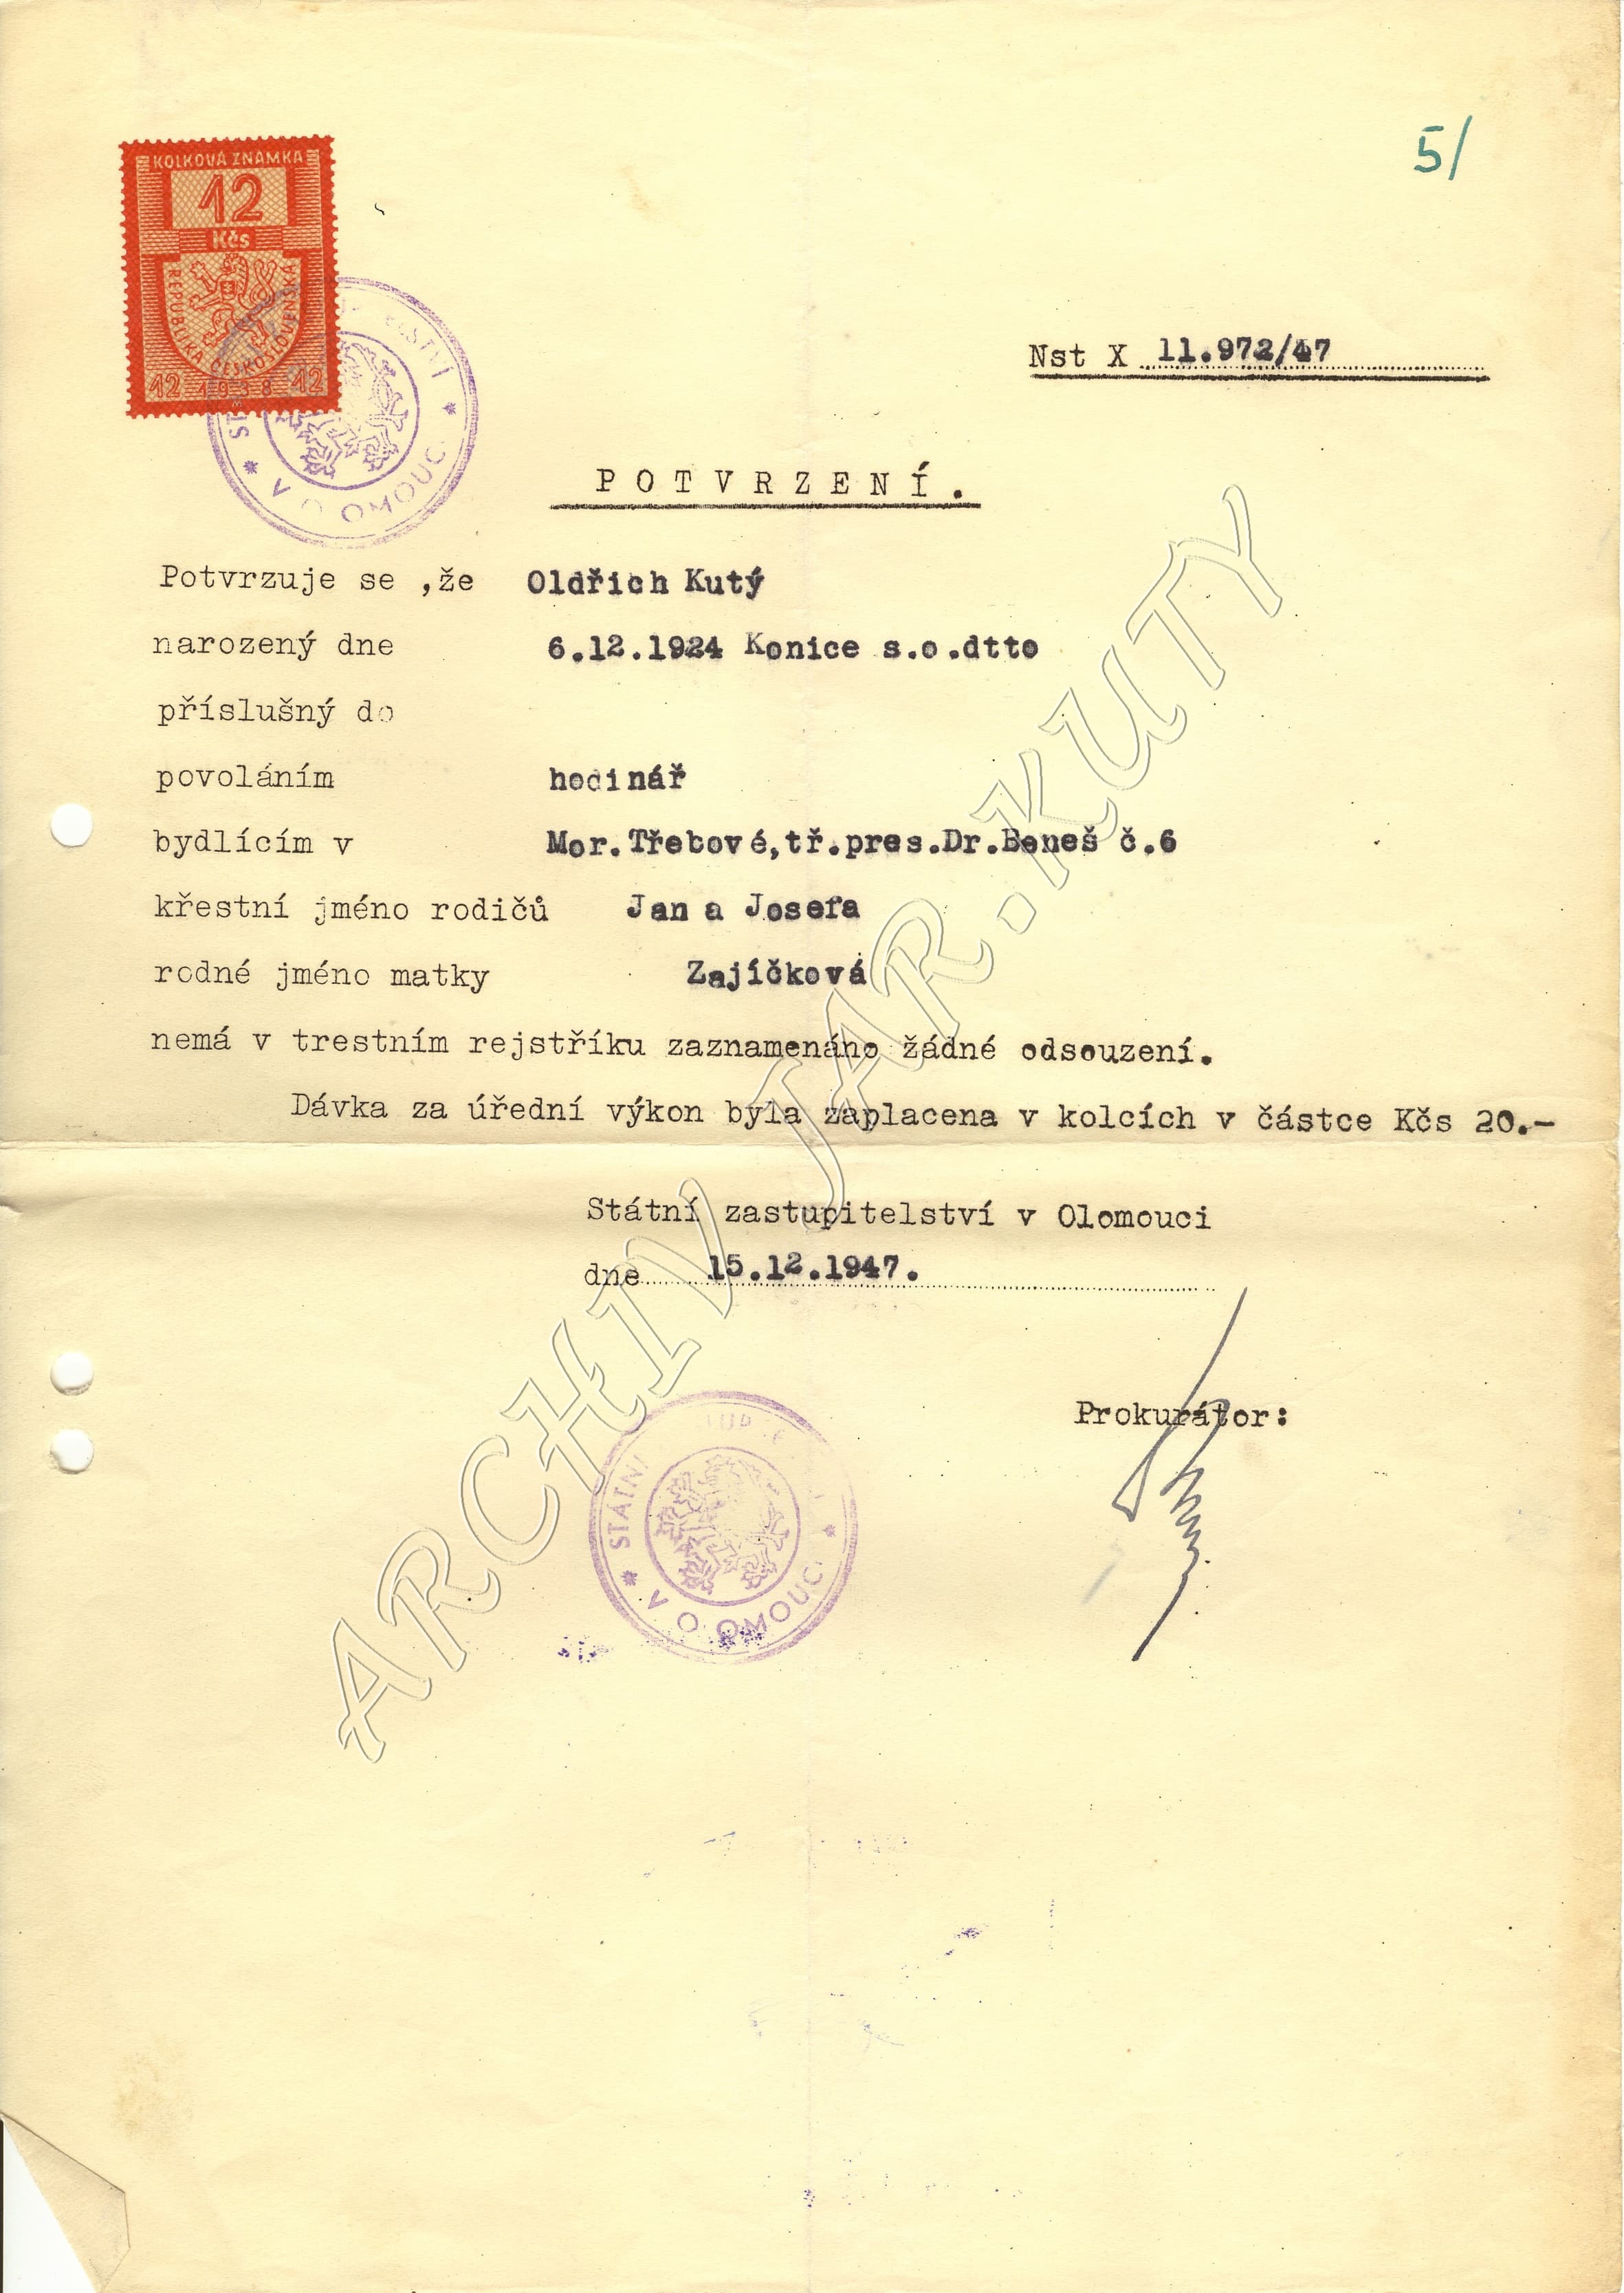 KOLKOVÁ ZNÁMKA
12
Kčs
REPUBLIKA ČESKOSLOVENSKÁ
12 1938 12
V OLOMOUCI
5/
Nst X 11.972/47
POTVRZENÍ.
Potvrzuje se ,že Oldřich Kutý
narozený dne 6.12.1924 Konice s.o.dtto
příslušný do
povoláním hodinář
bydlícím v Mor.Třebové,tř.pres.Dr.Beneš č.6
křestní jméno rodičů Jan a Josefa
rodné jméno matky Zajíčková
nemá v trestním rejstříku zaznamenáno žádné odsouzení.
Dávka za úřední výkon byla zaplacena v kolcích v částce Kčs 20.-
Státní zastupitelství v Olomouci
dne 15.12.1947.
Prokurátor:
STÁTNÍ
V OLOMOUCI
ARCHIV JAR.KUTY